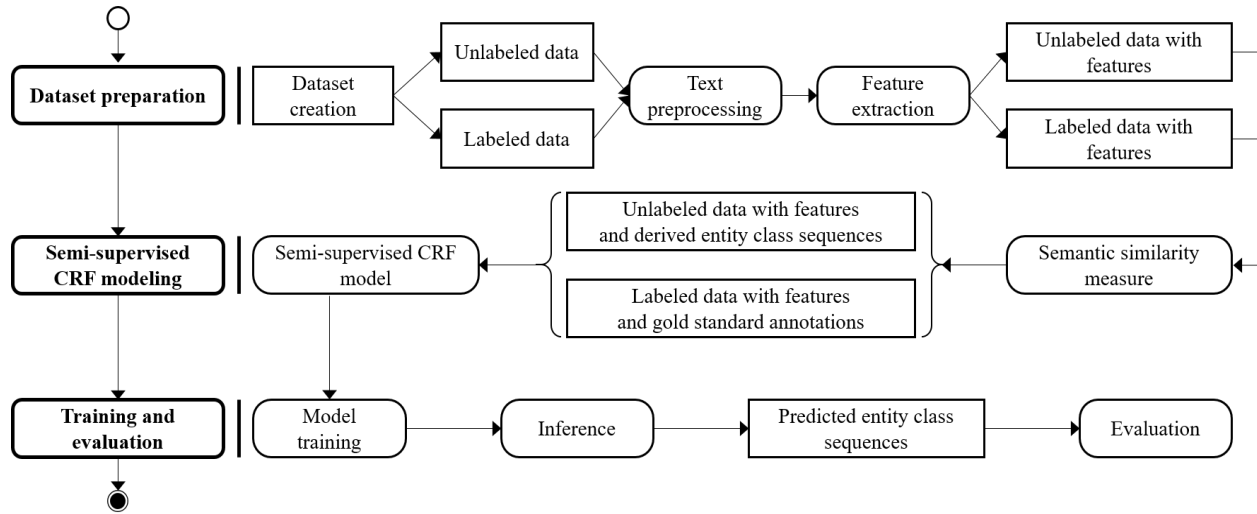 Dataset preparation
Dataset
creation
Unlabeled data
Labeled data
Text
preprocessing
Feature
extraction
Unlabeled data with
features
Labeled data with
features
Semi-supervised
CRF modeling
Semi-supervised CRF
model
Unlabeled data with features
and derived entity class sequences
Labeled data with features
and gold standard annotations
Semantic similarity
measure
Training and
evaluation
Model
training
Inference
Predicted entity class
sequences
Evaluation